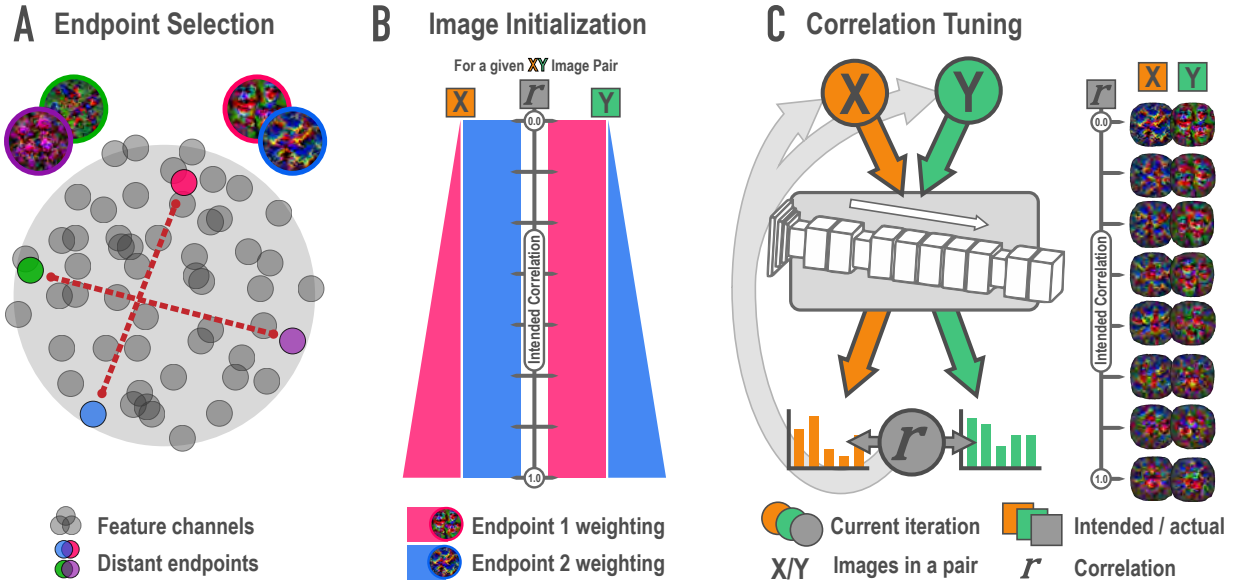 A Endpoint Selection
Feature channels
Distant endpoints
B Image Initialization
For a given XY Image Pair
X r Y
0.0
Intended Correlation
1.0
Endpoint 1 weighting
Endpoint 2 weighting
C Correlation Tuning
X Y
r
r X Y
0.0
Intended Correlation
1.0
Current iteration
Intended / actual
X/Y Images in a pair
r Correlation